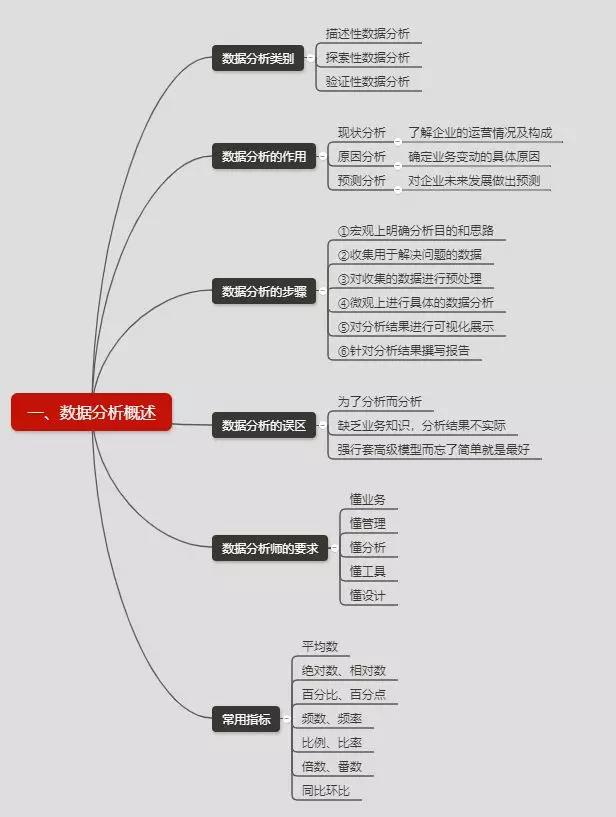 一、数据分析概述
数据分析类别
描述性数据分析
探索性数据分析
验证性数据分析
数据分析的作用
现状分析 了解企业的运营情况及构成
原因分析 确定业务变动的具体原因
预测分析 对企业未来发展做出预测
数据分析的步骤
①宏观上明确分析目的和思路
②收集用于解决问题的数据
③对收集的数据进行预处理
④微观上进行具体的数据分析
⑤对分析结果进行可视化展示
⑥针对分析结果撰写报告
数据分析的误区
为了分析而分析
缺乏业务知识，分析结果不实际
强行套高级模型而忘了简单就是最好
数据分析师的要求
懂业务
懂管理
懂分析
懂工具
懂设计
常用指标
平均数
绝对数、相对数
百分比、百分点
频数、频率
比例、比率
倍数、番数
同比环比